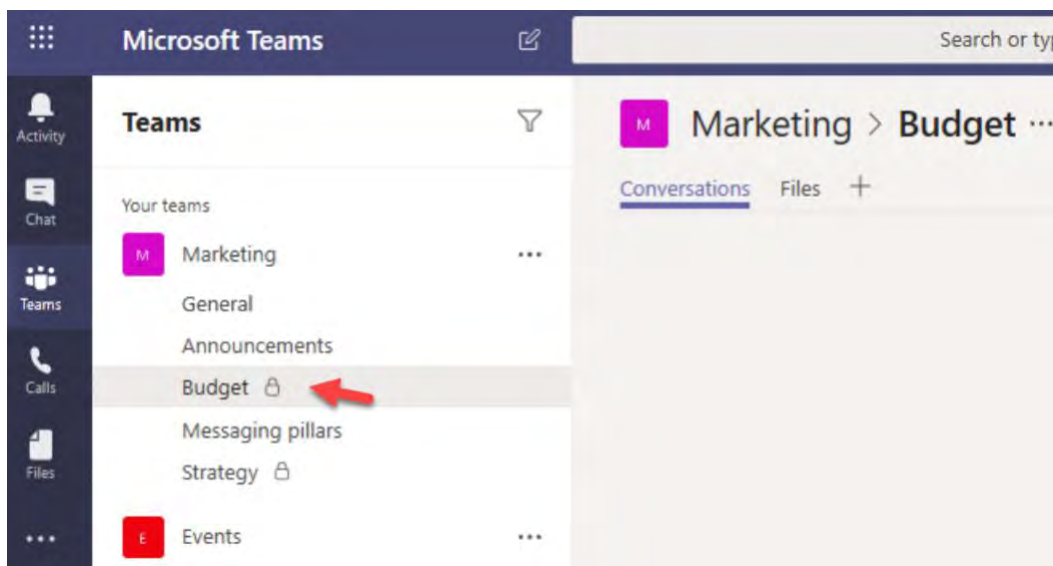 Microsoft Teams
Search or typ
Activity
Chat
Teams
Calls
Files
Teams
Your teams
M Marketing
General
Announcements
Budget
Messaging pillars
Strategy
E Events
M Marketing > Budget ...
Conversations Files +